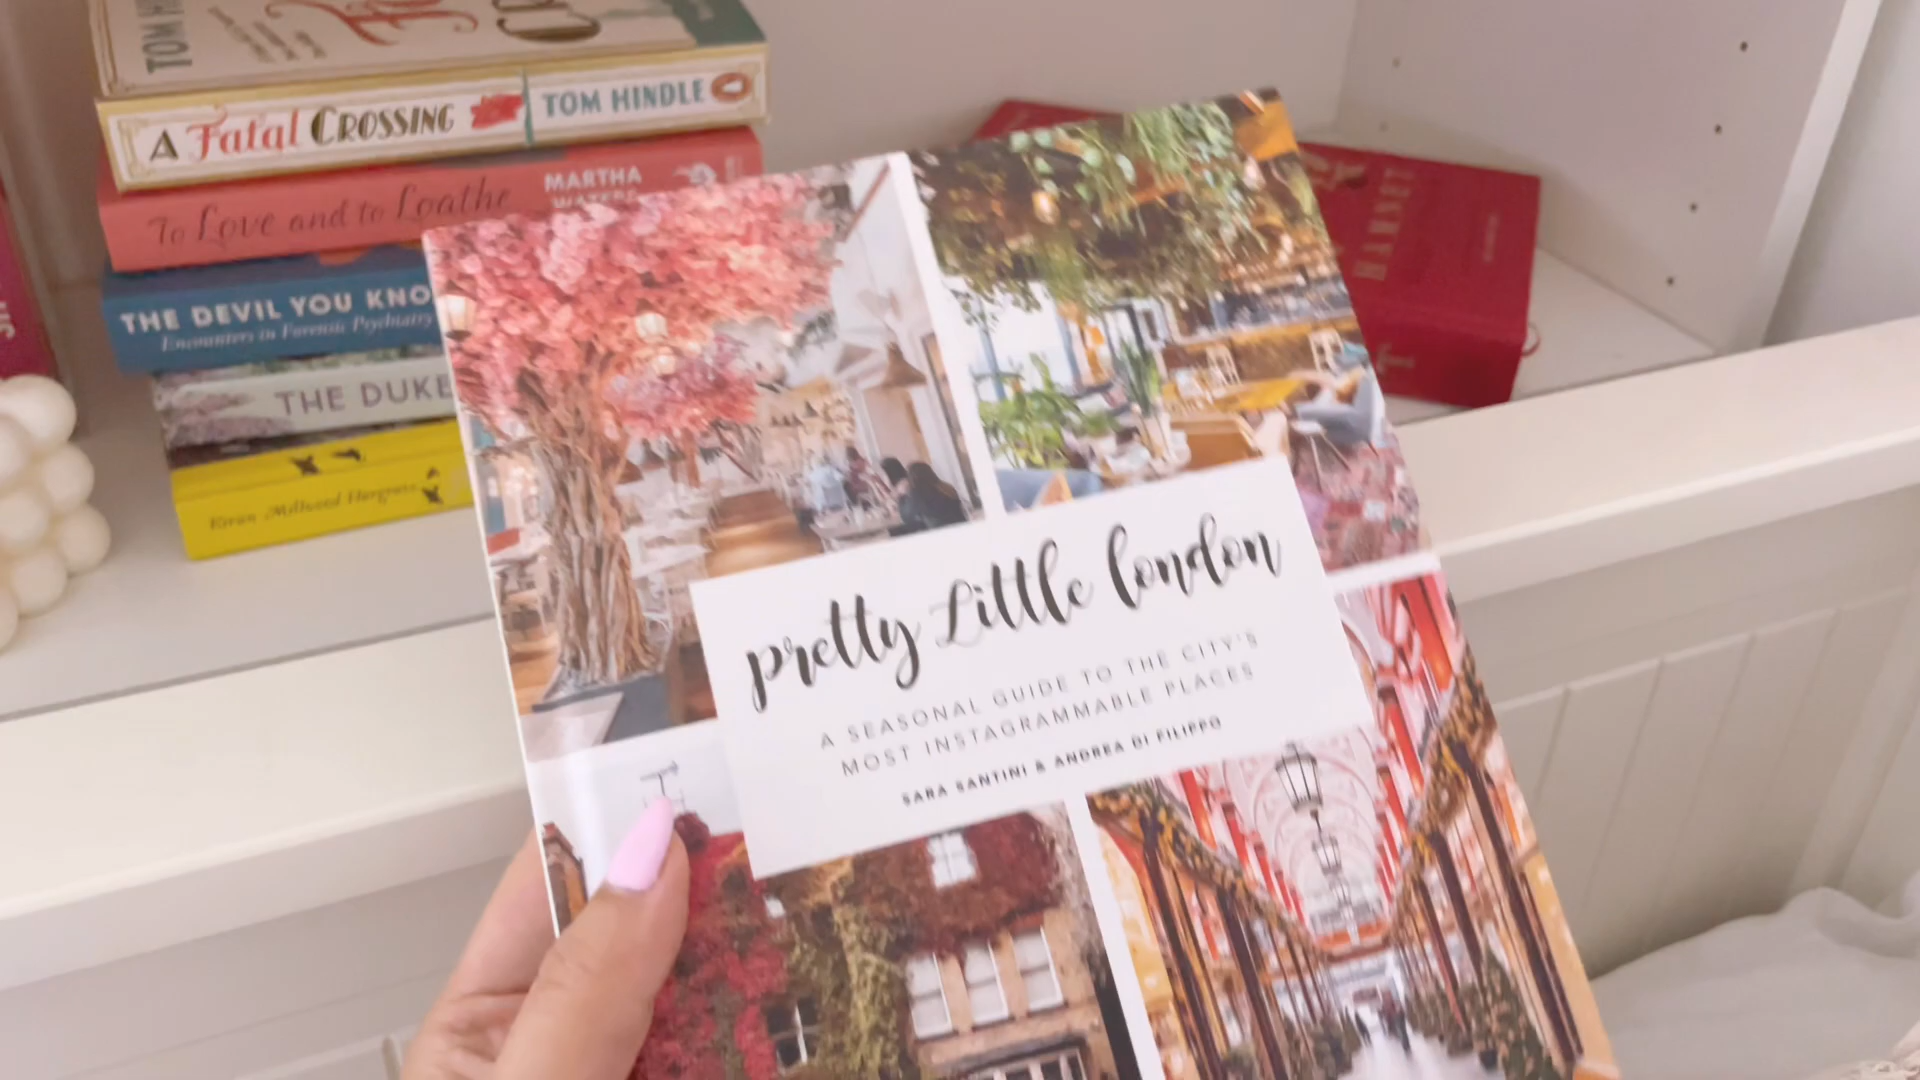 TOM
A Fatal CROSSING
TOM HINDLE
To Love and to Loathe
MARTHA
WATERS
THE DEVIL YOU KNO
Encounters in Forensic Psychiatry
THE DUKE
Kiran Millwood Hargrave
HAMNET
pretty Little london
A SEASONAL GUIDE TO THE CITY'S
MOST INSTAGRAMMABLE PLACES
SARA SANTINI & ANDREA DI FILIPPO